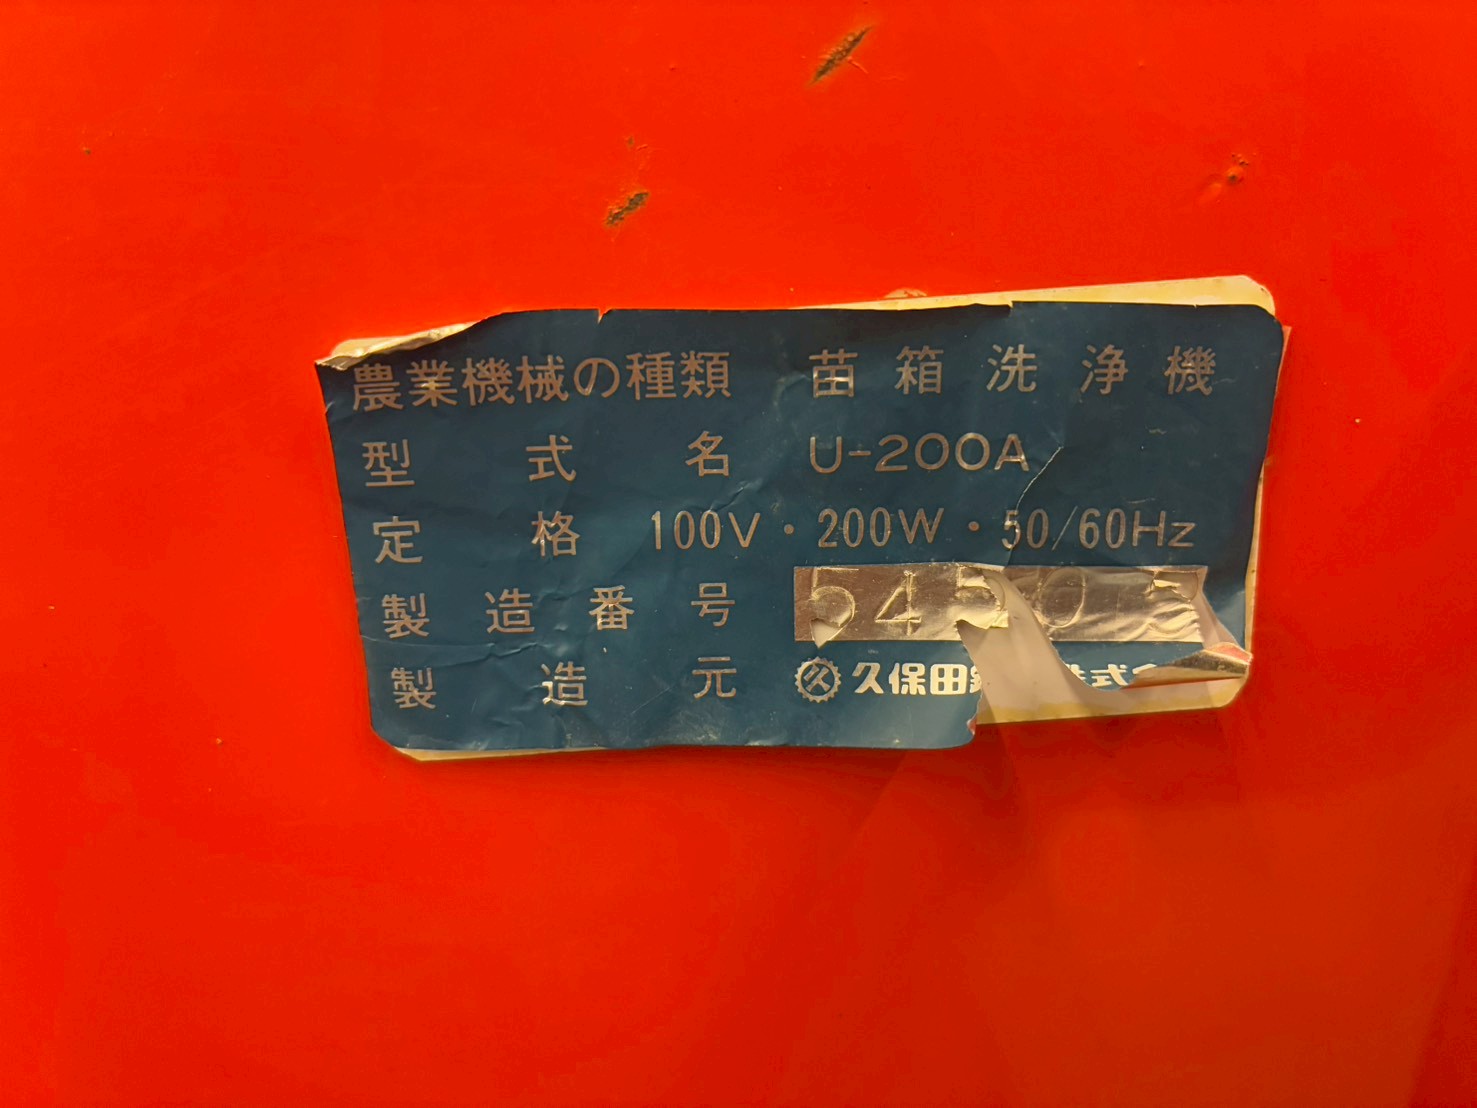 農業機械の種類 苗箱洗浄機
型式名 U-200A
定格 100V・200W・50/60Hz
製造番号
製造元 久保田